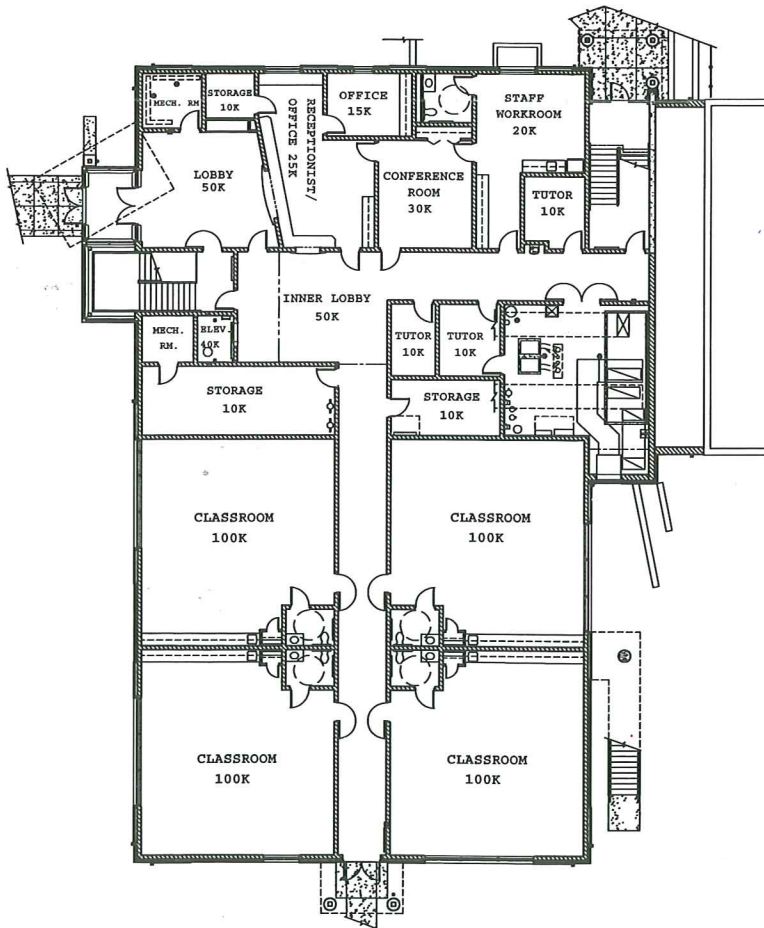 MECH. RM
STORAGE
10K
RECEPTIONIST/
OFFICE 25K
OFFICE
15K
STAFF
WORKROOM
20K
LOBBY
50K
CONFERENCE
ROOM
30K
TUTOR
10K
INNER LOBBY
50K
MECH.
RM.
ELEV.
40K
TUTOR
10K
TUTOR
10K
STORAGE
10K
STORAGE
10K
CLASSROOM
100K
CLASSROOM
100K
CLASSROOM
100K
CLASSROOM
100K